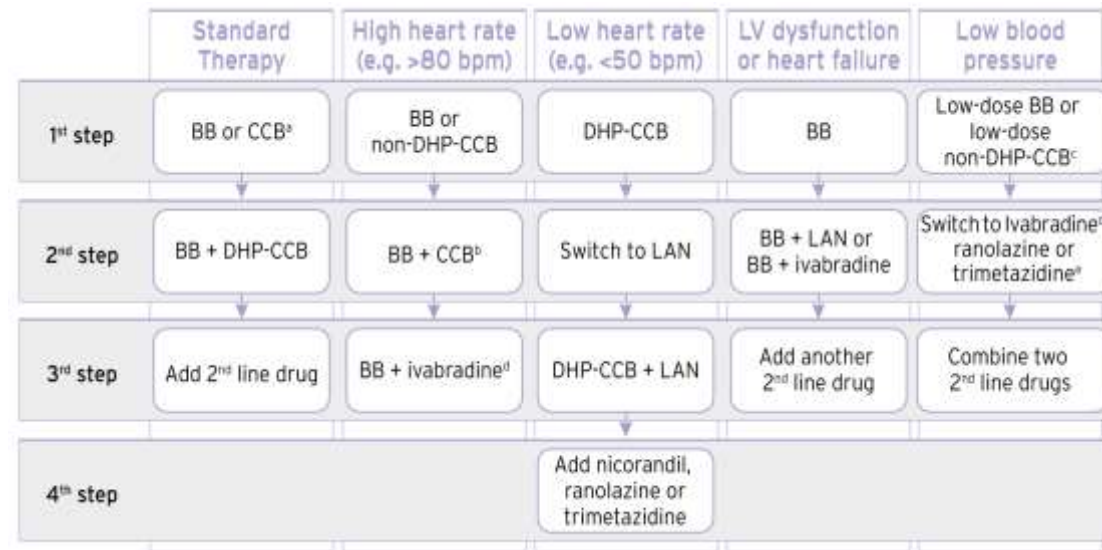 Standard
Therapy
High heart rate
(e.g. >80 bpm)
Low heart rate
(e.g. <50 bpm)
LV dysfunction
or heart failure
Low blood
pressure
1st step
BB or CCBa
BB or
non-DHP-CCB
DHP-CCB
BB
Low-dose BB or
low-dose
non-DHP-CCBc
2nd step
BB + DHP-CCB
BB + CCBb
Switch to LAN
BB + LAN or
BB + ivabradine
Switch to Ivabradine
ranolazine or
trimetazidinee
3rd step
Add 2nd line drug
BB + ivabradined
DHP-CCB + LAN
Add another
2nd line drug
Combine two
2nd line drugs
4th step
Add nicorandil,
ranolazine or
trimetazidine